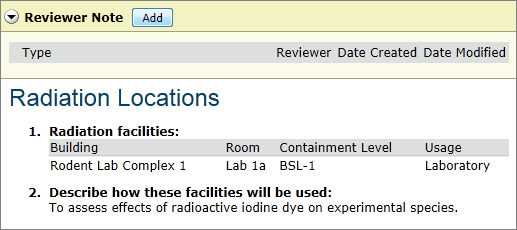 Reviewer Note Add
Type Reviewer Date Created Date Modified
Radiation Locations
1. Radiation facilities:
Building Room Containment Level Usage
Rodent Lab Complex 1 Lab 1a BSL-1 Laboratory
2. Describe how these facilities will be used:
To assess effects of radioactive iodine dye on experimental species.